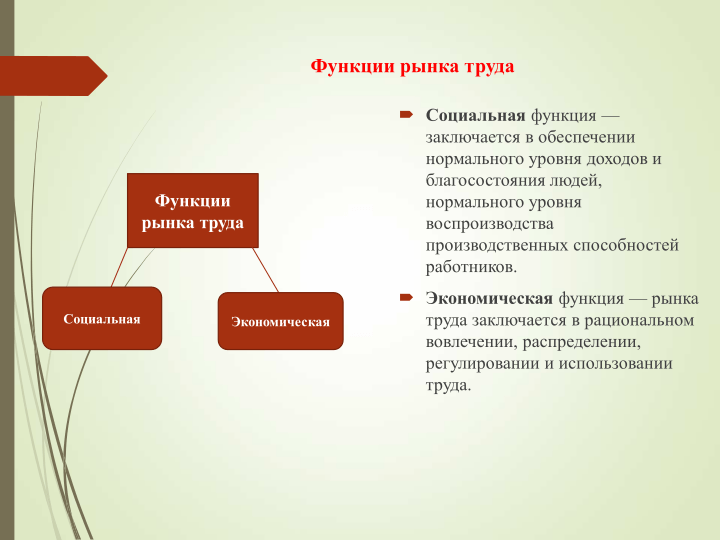 Функции рынка труда
Функции
рынка труда
Социальная
Экономическая
Социальная функция —
заключается в обеспечении
нормального уровня доходов и
благосостояния людей,
нормального уровня
воспроизводства
производственных способностей
работников.
Экономическая функция — рынка
труда заключается в рациональном
вовлечении, распределении,
регулировании и использовании
труда.